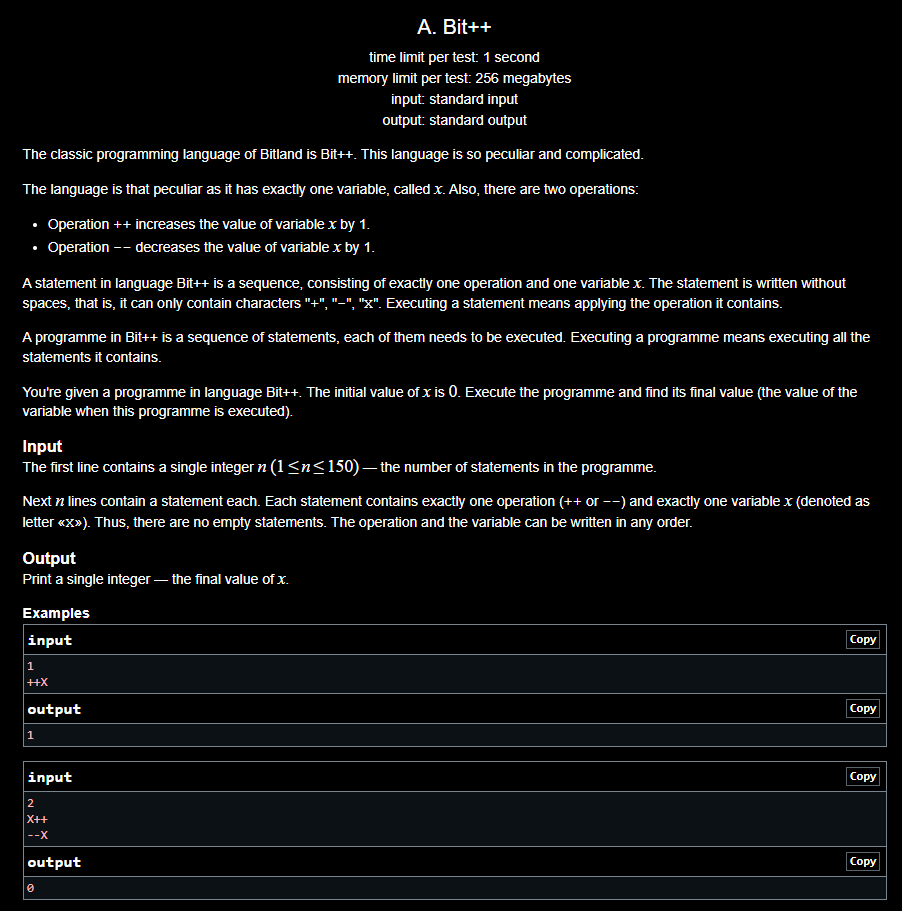 A. Bit++
time limit per test: 1 second
memory limit per test: 256 megabytes
input: standard input
output: standard output
The classic programming language of Bitland is Bit++. This language is so peculiar and complicated.
The language is that peculiar as it has exactly one variable, called x. Also, there are two operations:
• Operation ++ increases the value of variable x by 1.
• Operation −− decreases the value of variable x by 1.
A statement in language Bit++ is a sequence, consisting of exactly one operation and one variable x. The statement is written without
spaces, that is, it can only contain characters "+", "−", "x". Executing a statement means applying the operation it contains.
A programme in Bit++ is a sequence of statements, each of them needs to be executed. Executing a programme means executing all the
statements it contains.
You're given a programme in language Bit++. The initial value of x is 0. Execute the programme and find its final value (the value of the
variable when this programme is executed).
Input
The first line contains a single integer n (1 ≤ n ≤ 150) — the number of statements in the programme.
Next n lines contain a statement each. Each statement contains exactly one operation (++ or −−) and exactly one variable x (denoted as
letter «x»). Thus, there are no empty statements. The operation and the variable can be written in any order.
Output
Print a single integer — the final value of x.
Examples
input Copy
1
++X
output Copy
1
input Copy
2
X++
--X
output Copy
0